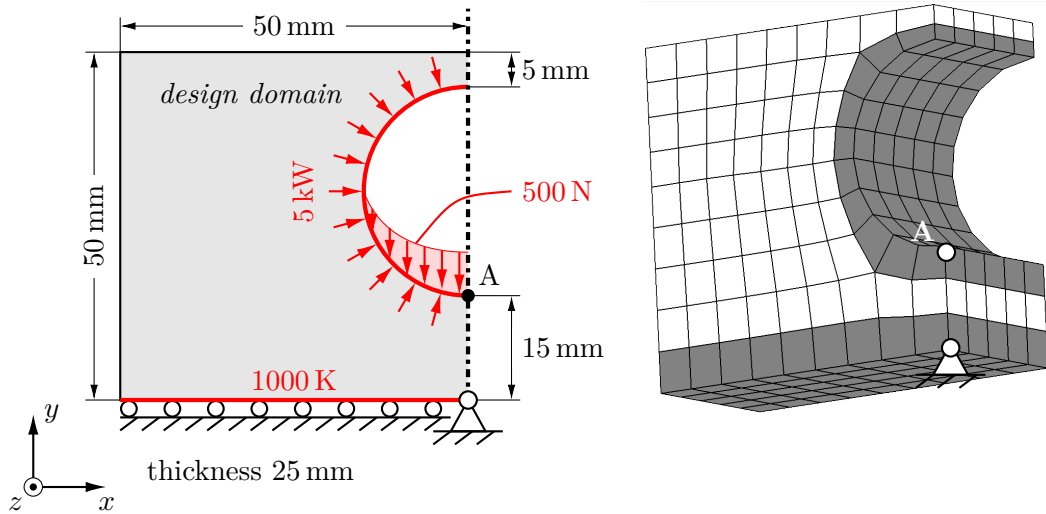 50 mm
5 mm
design domain
50 mm
5 kW
500 N
A
15 mm
1000 K
y
z
x
thickness 25 mm
A